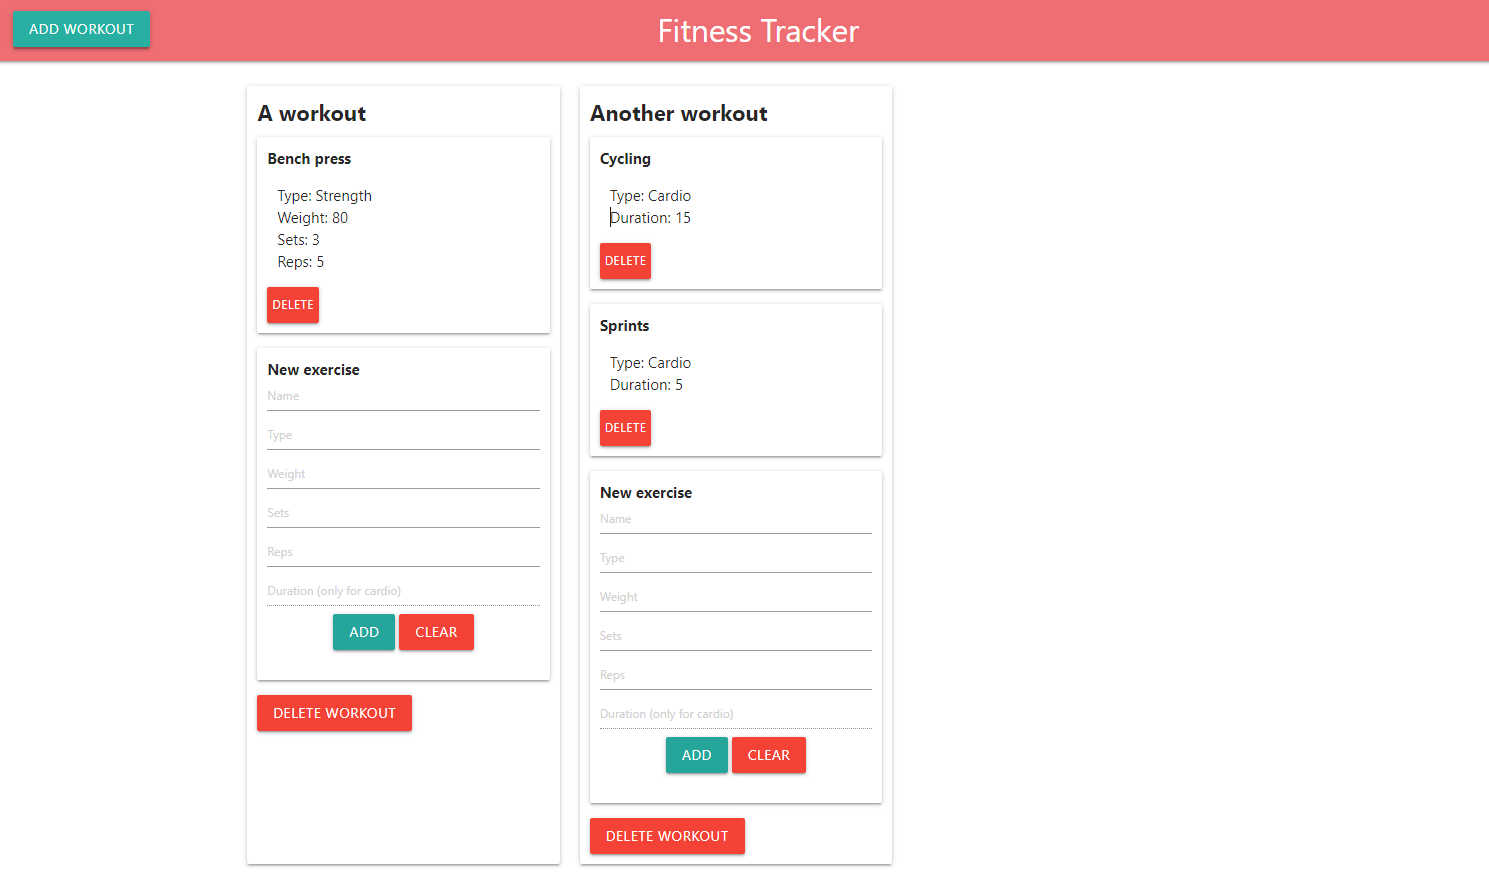 ADD WORKOUT
Fitness Tracker
A workout
Bench press
Type: Strength
Weight: 80
Sets: 3
Reps: 5
DELETE
New exercise
Name
Type
Weight
Sets
Reps
Duration (only for cardio)
ADD CLEAR
DELETE WORKOUT
Another workout
Cycling
Type: Cardio
Duration: 15
DELETE
Sprints
Type: Cardio
Duration: 5
DELETE
New exercise
Name
Type
Weight
Sets
Reps
Duration (only for cardio)
ADD CLEAR
DELETE WORKOUT